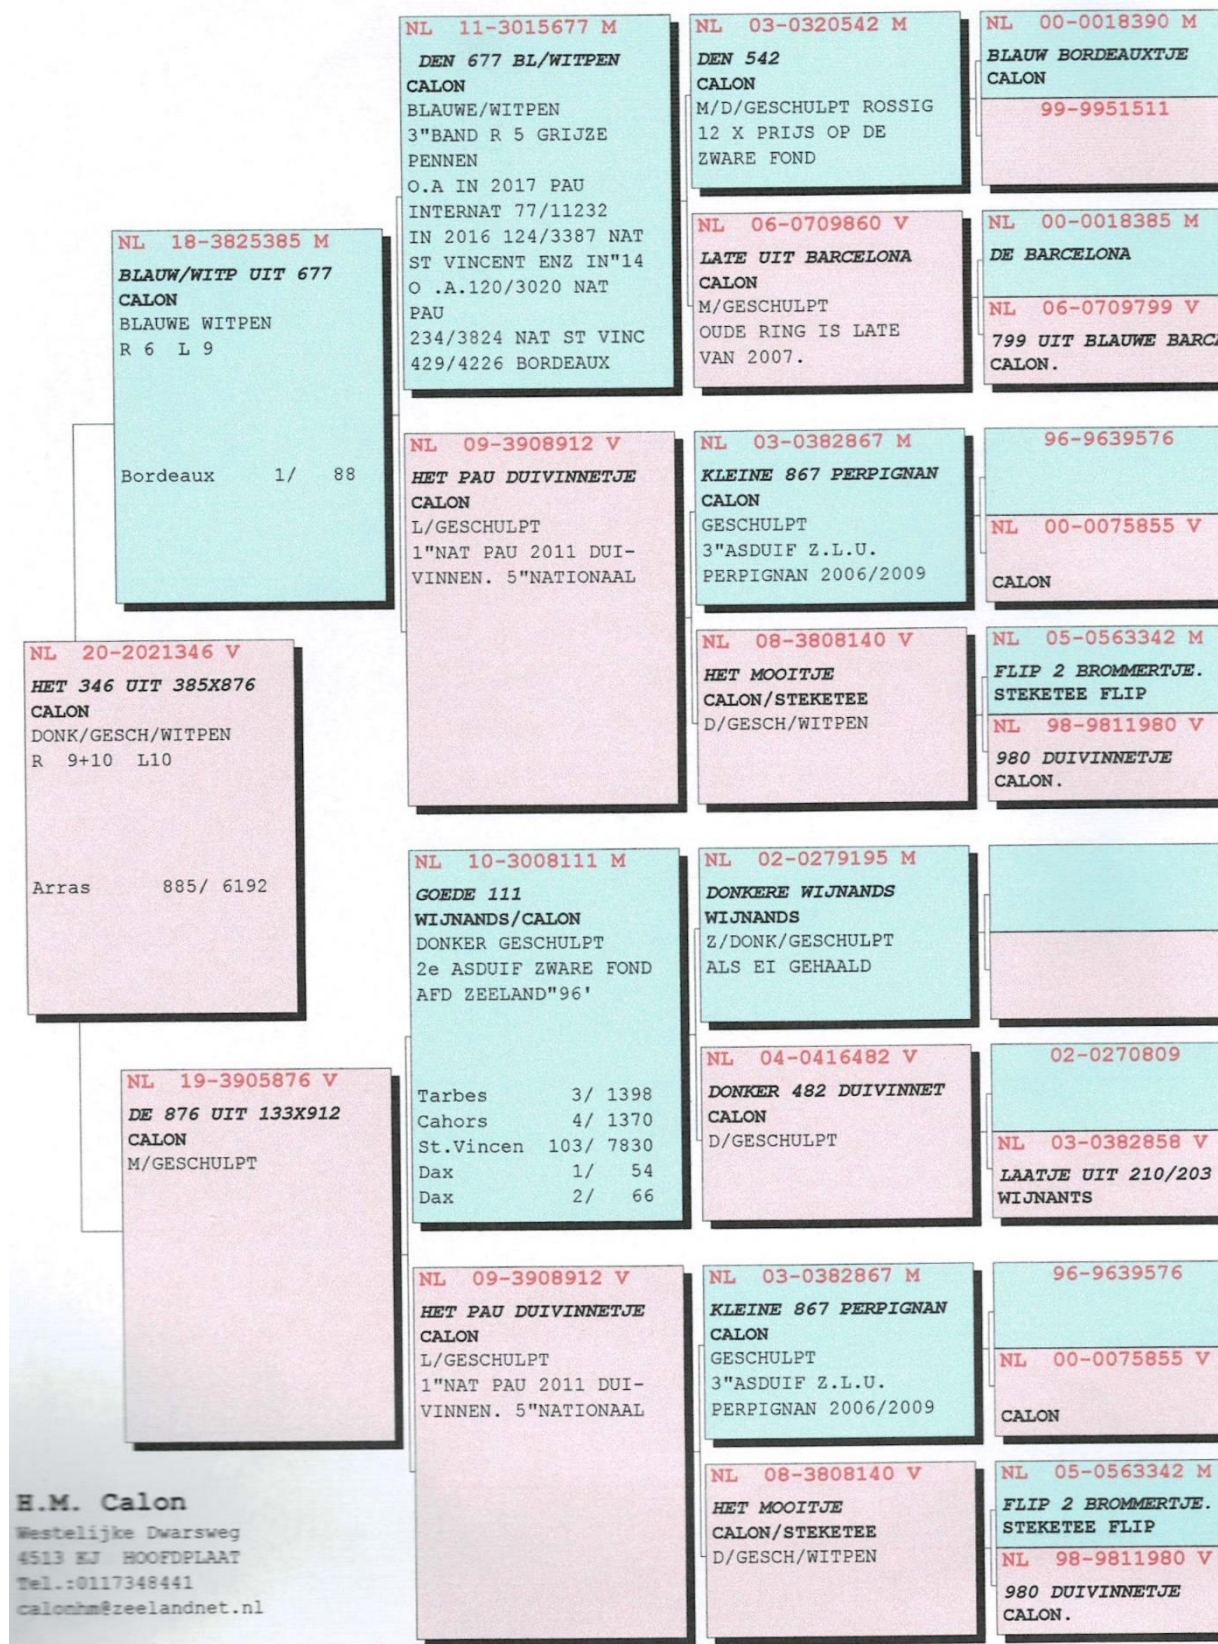 NL 20-2021346 V
HET 346 UIT 385X876
CALON
DONK/GESCH/WITPEN
R 9+10 L10
Arras 885/ 6192
NL 18-3825385 M
BLAUW/WITP UIT 677
CALON
BLAUWE WITPEN
R 6 L 9
Bordeaux 1/ 88
NL 19-3905876 V
DE 876 UIT 133X912
CALON
M/GESCHULPT
NL 11-3015677 M
DEN 677 BL/WITPEN
CALON
BLAUWE/WITPEN
3"BAND R 5 GRIJZE
PENNEN
O.A IN 2017 PAU
INTERNAT 77/11232
IN 2016 124/3387 NAT
ST VINCENT ENZ IN"14
O .A.120/3020 NAT
PAU
234/3824 NAT ST VINC
429/4226 BORDEAUX
NL 09-3908912 V
HET PAU DUIVINNETJE
CALON
L/GESCHULPT
1"NAT PAU 2011 DUI-
VINNEN. 5"NATIONAAL
NL 10-3008111 M
GOEDE 111
WIJNANDS/CALON
DONKER GESCHULPT
2e ASDUIF ZWARE FOND
AFD ZEELAND"96'
Tarbes 3/ 1398
Cahors 4/ 1370
St.Vincen 103/ 7830
Dax 1/ 54
Dax 2/ 66
NL 09-3908912 V
HET PAU DUIVINNETJE
CALON
L/GESCHULPT
1"NAT PAU 2011 DUI-
VINNEN. 5"NATIONAAL
NL 03-0320542 M
DEN 542
CALON
M/D/GESCHULPT ROSSIG
12 X PRIJS OP DE
ZWARE FOND
NL 06-0709860 V
LATE UIT BARCELONA
CALON
M/GESCHULPT
OUDE RING IS LATE
VAN 2007.
NL 03-0382867 M
KLEINE 867 PERPIGNAN
CALON
GESCHULPT
3"ASDUIF Z.L.U.
PERPIGNAN 2006/2009
NL 08-3808140 V
HET MOOITJE
CALON/STEKETEE
D/GESCH/WITPEN
NL 02-0279195 M
DONKERE WIJNANDS
WIJNANDS
Z/DONK/GESCHULPT
ALS EI GEHAALD
NL 04-0416482 V
DONKER 482 DUIVINNET
CALON
D/GESCHULPT
NL 03-0382867 M
KLEINE 867 PERPIGNAN
CALON
GESCHULPT
3"ASDUIF Z.L.U.
PERPIGNAN 2006/2009
NL 08-3808140 V
HET MOOITJE
CALON/STEKETEE
D/GESCH/WITPEN
NL 00-0018390 M
BLAUW BORDEAUXTJE
CALON
99-9951511
NL 00-0018385 M
DE BARCELONA
NL 06-0709799 V
799 UIT BLAUWE BARC
CALON.
96-9639576
NL 00-0075855 V
CALON
NL 05-0563342 M
FLIP 2 BROMMERTJE.
STEKETEE FLIP
NL 98-9811980 V
980 DUIVINNETJE
CALON.
02-0270809
NL 03-0382858 V
LAATJE UIT 210/203
WIJNANTS
96-9639576
NL 00-0075855 V
CALON
NL 05-0563342 M
FLIP 2 BROMMERTJE.
STEKETEE FLIP
NL 98-9811980 V
980 DUIVINNETJE
CALON.
H.M. Calon
Westelijke Dwarsweg
4513 KJ HOOFDPLAAT
Tel.:0117348441
calonhm@zeelandnet.nl